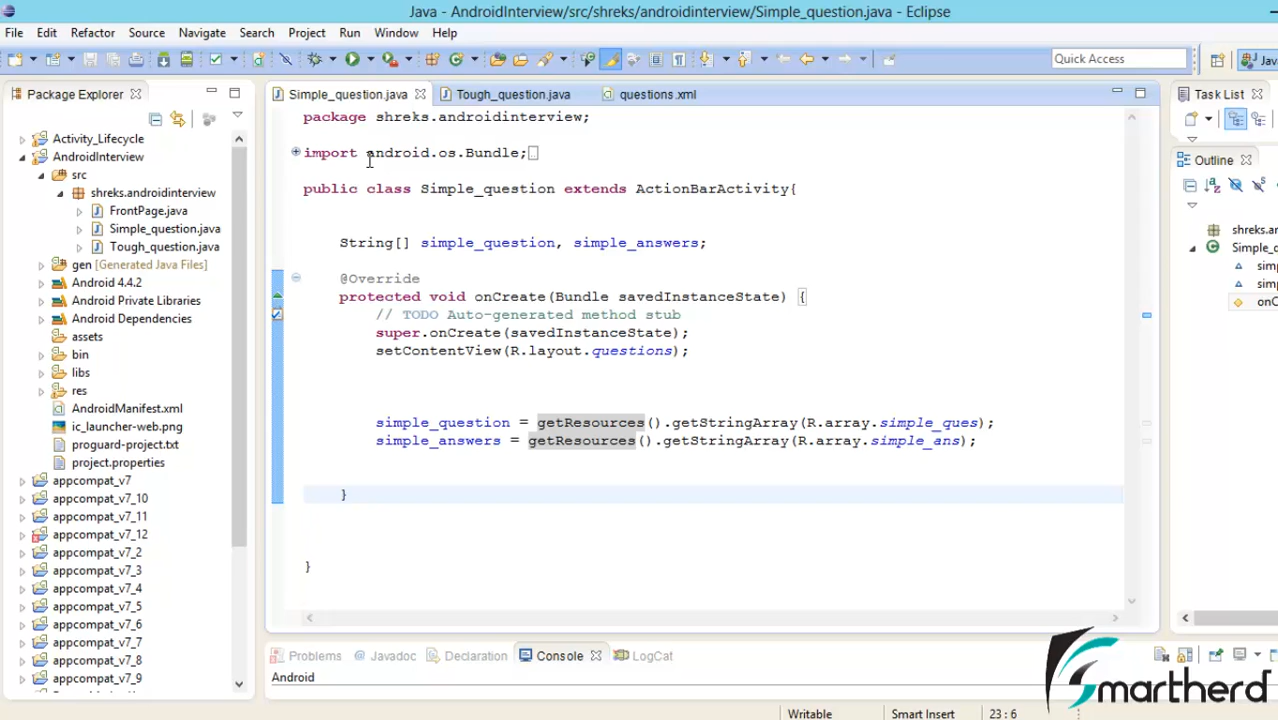 Java - AndroidInterview/src/shreks/androidinterview/Simple_question.java - Eclipse
File Edit Refactor Source Navigate Search Project Run Window Help
Quick Access
Package Explorer
Activity_Lifecycle
AndroidInterview
src
shreks.androidinterview
FrontPage.java
Simple_question.java
Tough_question.java
gen [Generated Java Files]
Android 4.4.2
Android Private Libraries
Android Dependencies
assets
bin
libs
res
AndroidManifest.xml
ic_launcher-web.png
proguard-project.txt
project.properties
appcompat_v7
appcompat_v7_10
appcompat_v7_11
appcompat_v7_12
appcompat_v7_2
appcompat_v7_3
appcompat_v7_4
appcompat_v7_5
appcompat_v7_6
appcompat_v7_7
appcompat_v7_8
appcompat_v7_9
Simple_question.java Tough_question.java questions.xml
package shreks.androidinterview;
import android.os.Bundle;
public class Simple_question extends ActionBarActivity{
String[] simple_question, simple_answers;
@Override
protected void onCreate(Bundle savedInstanceState) {
// TODO Auto-generated method stub
super.onCreate(savedInstanceState);
setContentView(R.layout.questions);
simple_question = getResources().getStringArray(R.array.simple_ques);
simple_answers = getResources().getStringArray(R.array.simple_ans);
}
}
Problems @ Javadoc Declaration Console LogCat
Android
Writable Smart Insert 23 : 6
Task List
Outline
shreks.a
Simple_q
simp
simp
onC
Smartherd